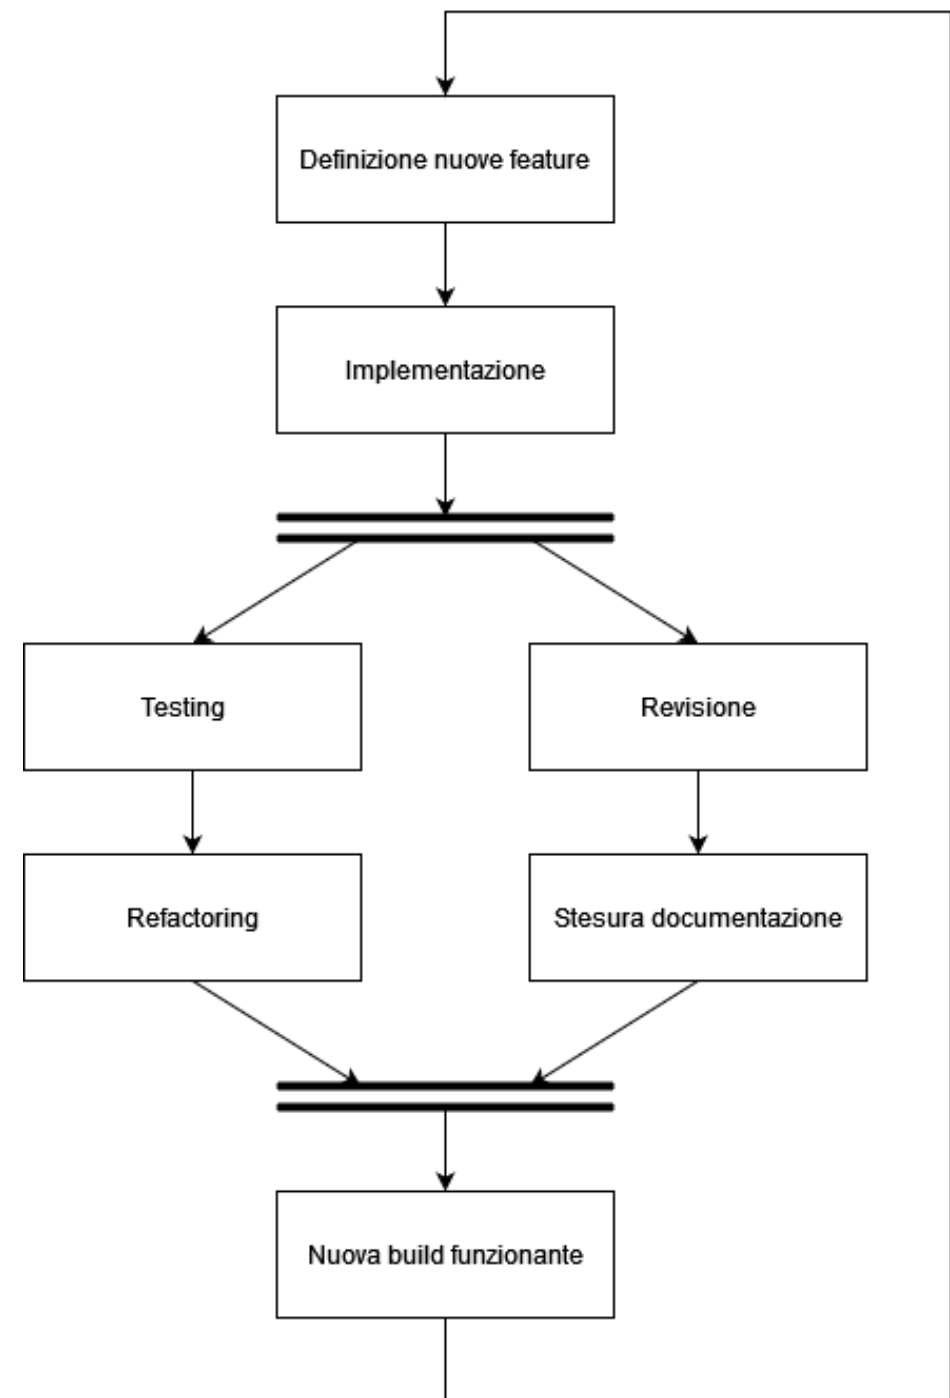 Definizione nuove feature
Implementazione
Testing
Revisione
Refactoring
Stesura documentazione
Nuova build funzionante